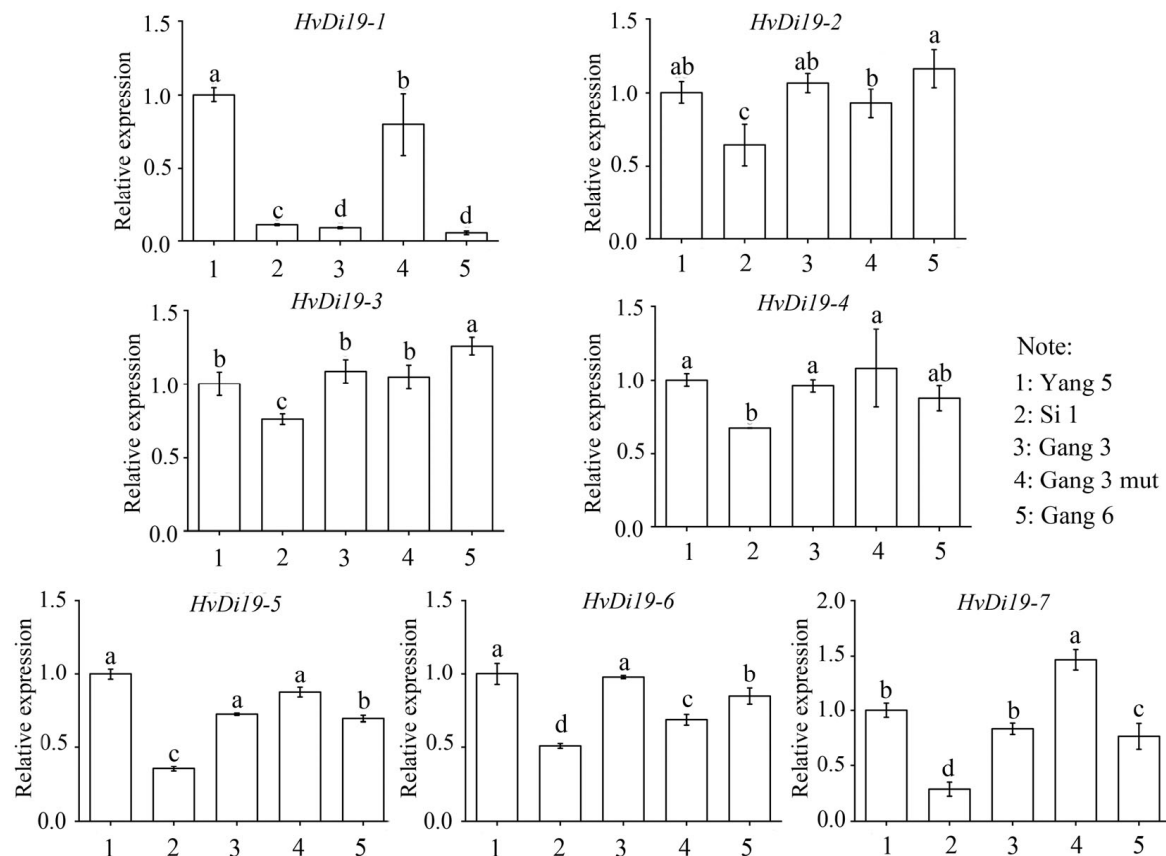 HvDi19-1
Relative expression
1.5
1.0
0.5
0.0
a
c
d
b
d
1 2 3 4 5
HvDi19-2
Relative expression
1.5
1.0
0.5
0.0
ab
c
ab
b
a
1 2 3 4 5
HvDi19-3
Relative expression
1.5
1.0
0.5
0.0
b
c
b
b
a
1 2 3 4 5
HvDi19-4
Relative expression
1.5
1.0
0.5
0.0
a
b
a
a
ab
1 2 3 4 5
Note:
1: Yang 5
2: Si 1
3: Gang 3
4: Gang 3 mut
5: Gang 6
HvDi19-5
Relative expression
1.5
1.0
0.5
0.0
a
c
a
a
b
1 2 3 4 5
HvDi19-6
Relative expression
1.5
1.0
0.5
0.0
a
d
a
c
b
1 2 3 4 5
HvDi19-7
Relative expression
2.0
1.5
1.0
0.5
0.0
b
d
b
a
c
1 2 3 4 5